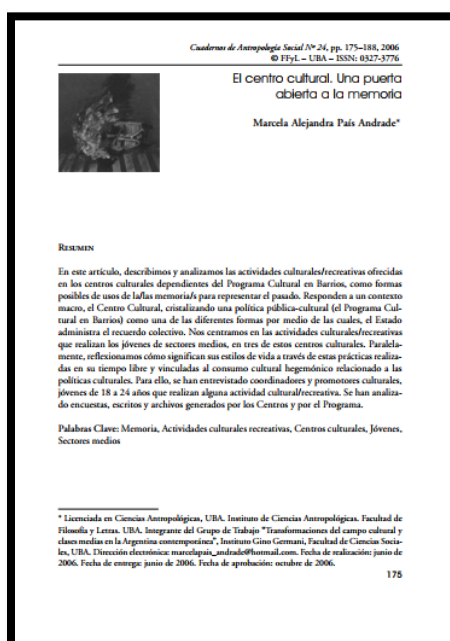 Cuadernos de Antropología Social Nº 24, pp. 175–188, 2006
© FFyL – UBA – ISSN: 0327-3776
El centro cultural. Una puerta
abierta a la memoria
Marcela Alejandra País Andrade*
Resumen
En este artículo, describimos y analizamos las actividades culturales/recreativas ofrecidas
en los centros culturales dependientes del Programa Cultural en Barrios, como formas
posibles de usos de la/las memoria/s para representar el pasado. Responden a un contexto
macro, el Centro Cultural, cristalizando una política pública-cultural (el Programa Cul-
tural en Barrios) como una de las diferentes formas por medio de las cuales, el Estado
administra el recuerdo colectivo. Nos centramos en las actividades culturales/recreativas
que realizan los jóvenes de sectores medios, en tres de estos centros culturales. Paralela-
mente, reflexionamos cómo significan sus estilos de vida a través de estas prácticas realiza-
das en su tiempo libre y vinculadas al consumo cultural hegemónico relacionado a las
políticas culturales. Para ello, se han entrevistado coordinadores y promotores culturales,
jóvenes de 18 a 24 años que realizan alguna actividad cultural/recreativa. Se han analiza-
do encuestas, escritos y archivos generados por los Centros y por el Programa.
Palabras Clave: Memoria, Actividades culturales recreativas, Centros culturales, Jóvenes,
Sectores medios
* Licenciada en Ciencias Antropológicas, UBA. Instituto de Ciencias Antropológicas. Facultad de
Filosofía y Letras. UBA. Integrante del Grupo de Trabajo "Transformaciones del campo cultural y
clases medias en la Argentina contemporánea", Instituto Gino Germani, Facultad de Ciencias Socia-
les, UBA. Dirección electrónica: marcelapais_andrade@hotmail.com. Fecha de realización: junio de
2006. Fecha de entrega: junio de 2006. Fecha de aprobación: octubre de 2006.
175